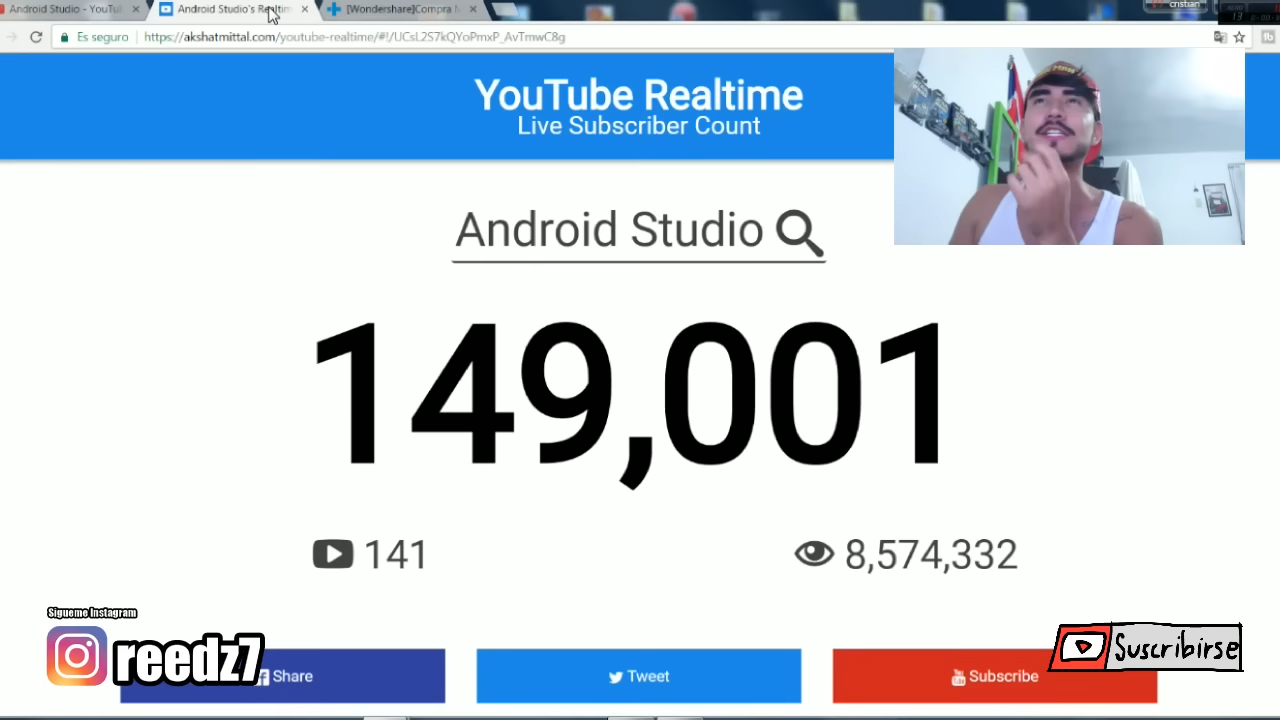 Android Studio - YouTu
Android Studio's Realtim
[Wondershare]Compra
cristian
13
Es seguro
https://akshatmittal.com/youtube-realtime/#!/UCsL2S7kQYoPmxP_AvTmwC8g
YouTube Realtime
Live Subscriber Count
Android Studio
149,001
141
8,574,332
Sigueme Instagram
reedz7
Share
Tweet
Subscribe
Suscribirse